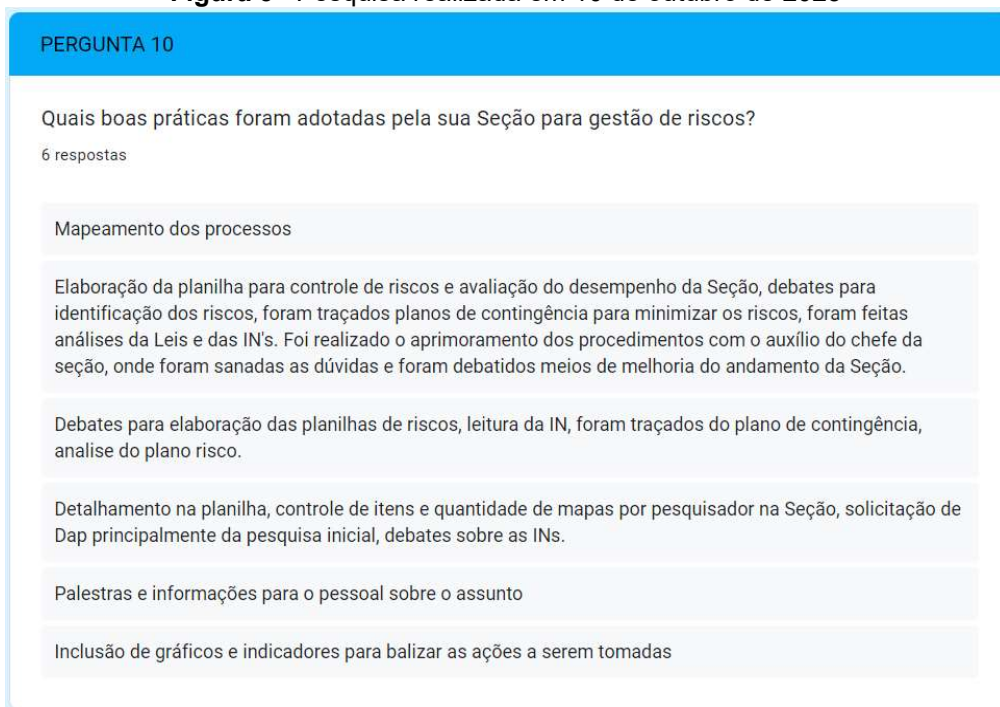 PERGUNTA 10
Quais boas práticas foram adotadas pela sua Seção para gestão de riscos?
6 respostas
Mapeamento dos processos
Elaboração da planilha para controle de riscos e avaliação do desempenho da Seção, debates para
identificação dos riscos, foram traçados planos de contingência para minimizar os riscos, foram feitas
análises da Leis e das IN's. Foi realizado o aprimoramento dos procedimentos com o auxílio do chefe da
seção, onde foram sanadas as dúvidas e foram debatidos meios de melhoria do andamento da Seção.
Debates para elaboração das planilhas de riscos, leitura da IN, foram traçados do plano de contingência,
analise do plano risco.
Detalhamento na planilha, controle de itens e quantidade de mapas por pesquisador na Seção, solicitação de
Dap principalmente da pesquisa inicial, debates sobre as INs.
Palestras e informações para o pessoal sobre o assunto
Inclusão de gráficos e indicadores para balizar as ações a serem tomadas